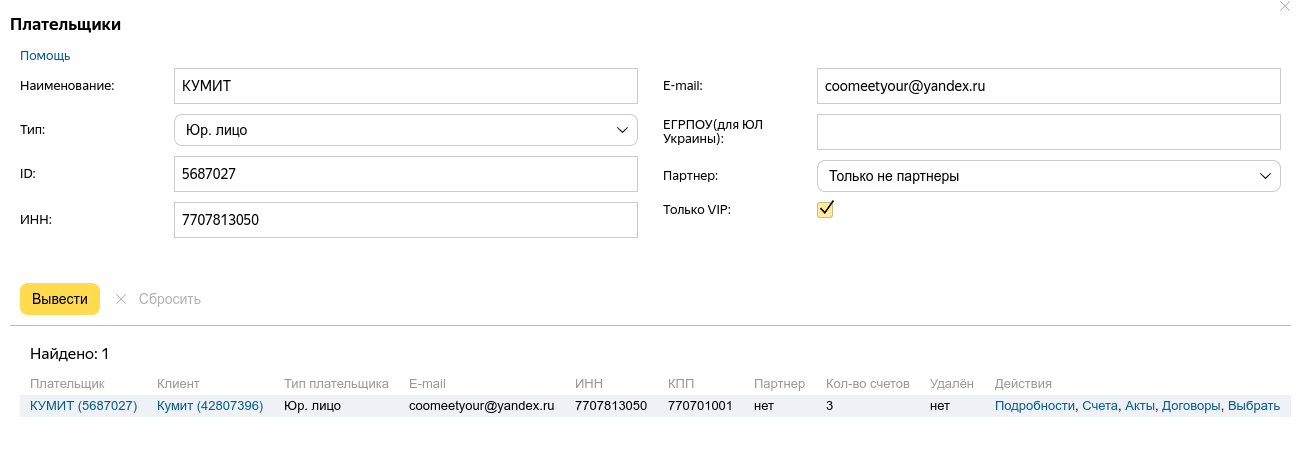 Плательщики
Помощь
Наименование: КУМИТ E-mail: coomeetyour@yandex.ru
Тип: Юр. лицо ЕГРПОУ(для ЮЛ
Украины):
ID: 5687027 Партнер: Только не партнеры
ИНН: 7707813050 Только VIP:
Вывести Сбросить
Найдено: 1
Плательщик Клиент Тип плательщика E-mail ИНН КПП Партнер Кол-во счетов Удалён Действия
КУМИТ (5687027) Кумит (42807396) Юр. лицо coomeetyour@yandex.ru 7707813050 770701001 нет 3 нет Подробности, Счета, Акты, Договоры, Выбрать